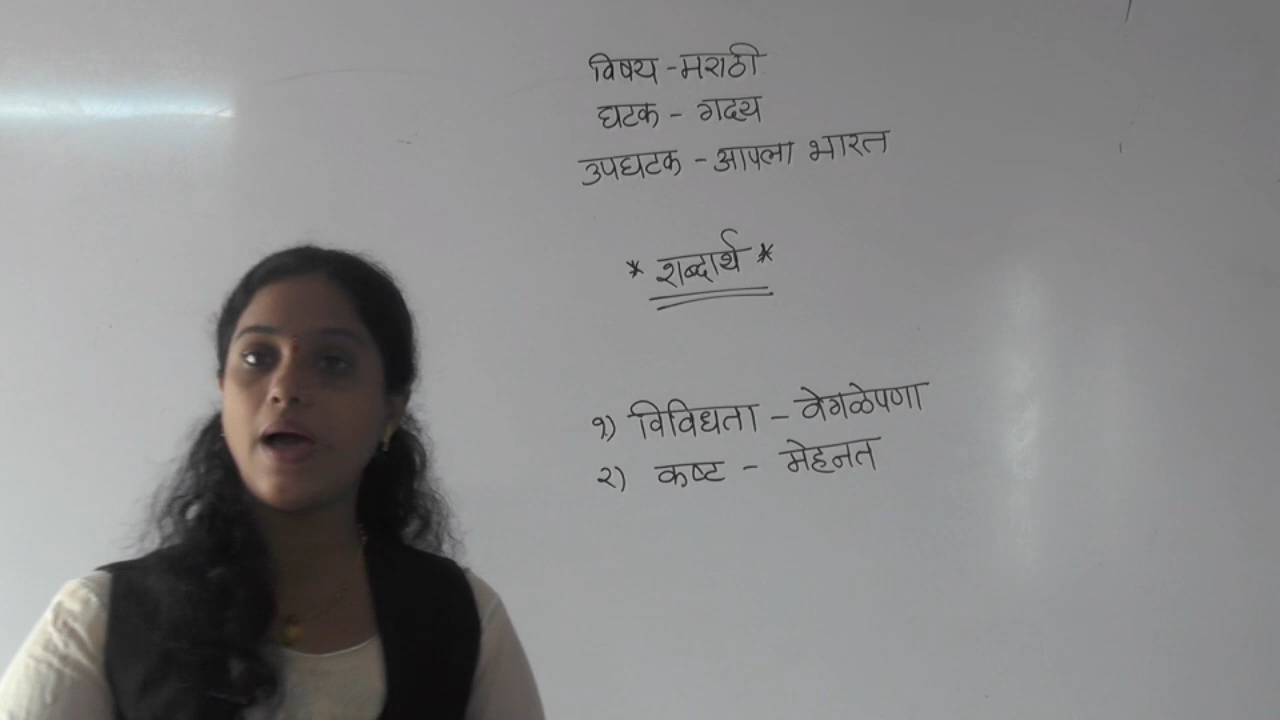 विषय - मराठी
घटक - गद्य
उपघटक - आपला भारत
* शब्दार्थ *
१) विविधता - वेगळेपणा
२) कष्ट - मेहनत